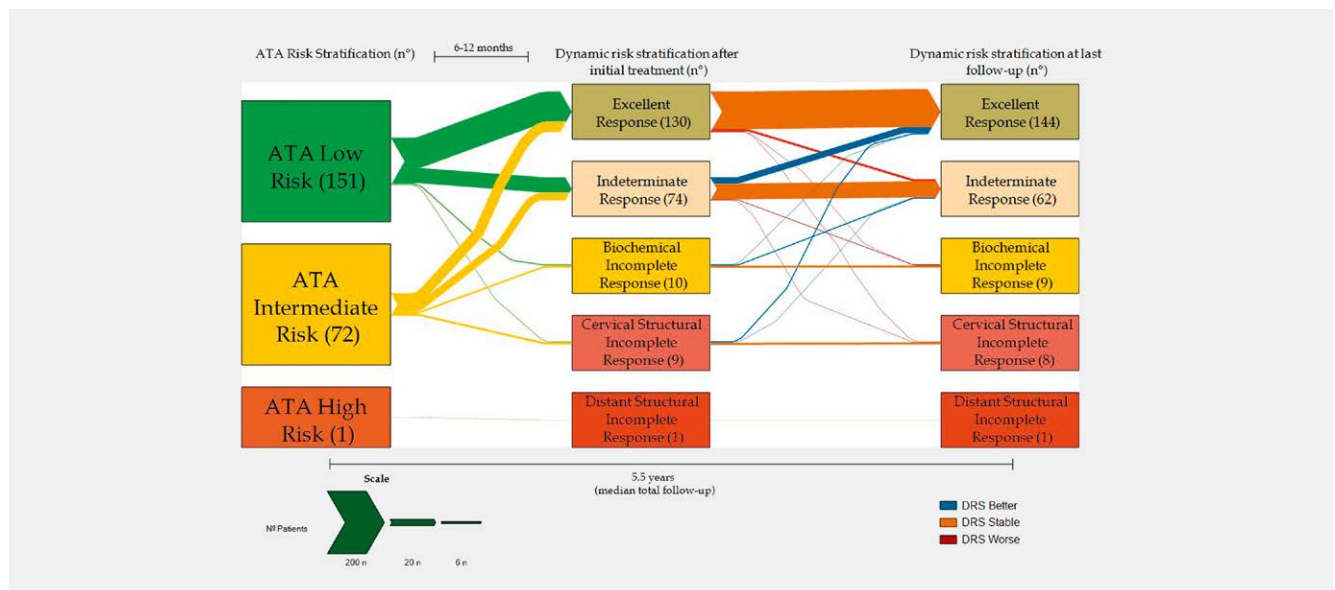 ATA Risk Stratification (n°)
6-12 months
Dynamic risk stratification after
initial treatment (n°)
Dynamic risk stratification at last
follow-up (n°)
ATA Low
Risk (151)
ATA
Intermediate
Risk (72)
ATA High
Risk (1)
Excellent
Response (130)
Indeterminate
Response (74)
Biochemical
Incomplete
Response (10)
Cervical Structural
Incomplete
Response (9)
Distant Structural
Incomplete
Response (1)
Excellent
Response (144)
Indeterminate
Response (62)
Biochemical
Incomplete
Response (9)
Cervical Structural
Incomplete
Response (8)
Distant Structural
Incomplete
Response (1)
5.5 years
(median total follow-up)
Scale
Nº Patients
200 n
20 n
6 n
DRS Better
DRS Stable
DRS Worse